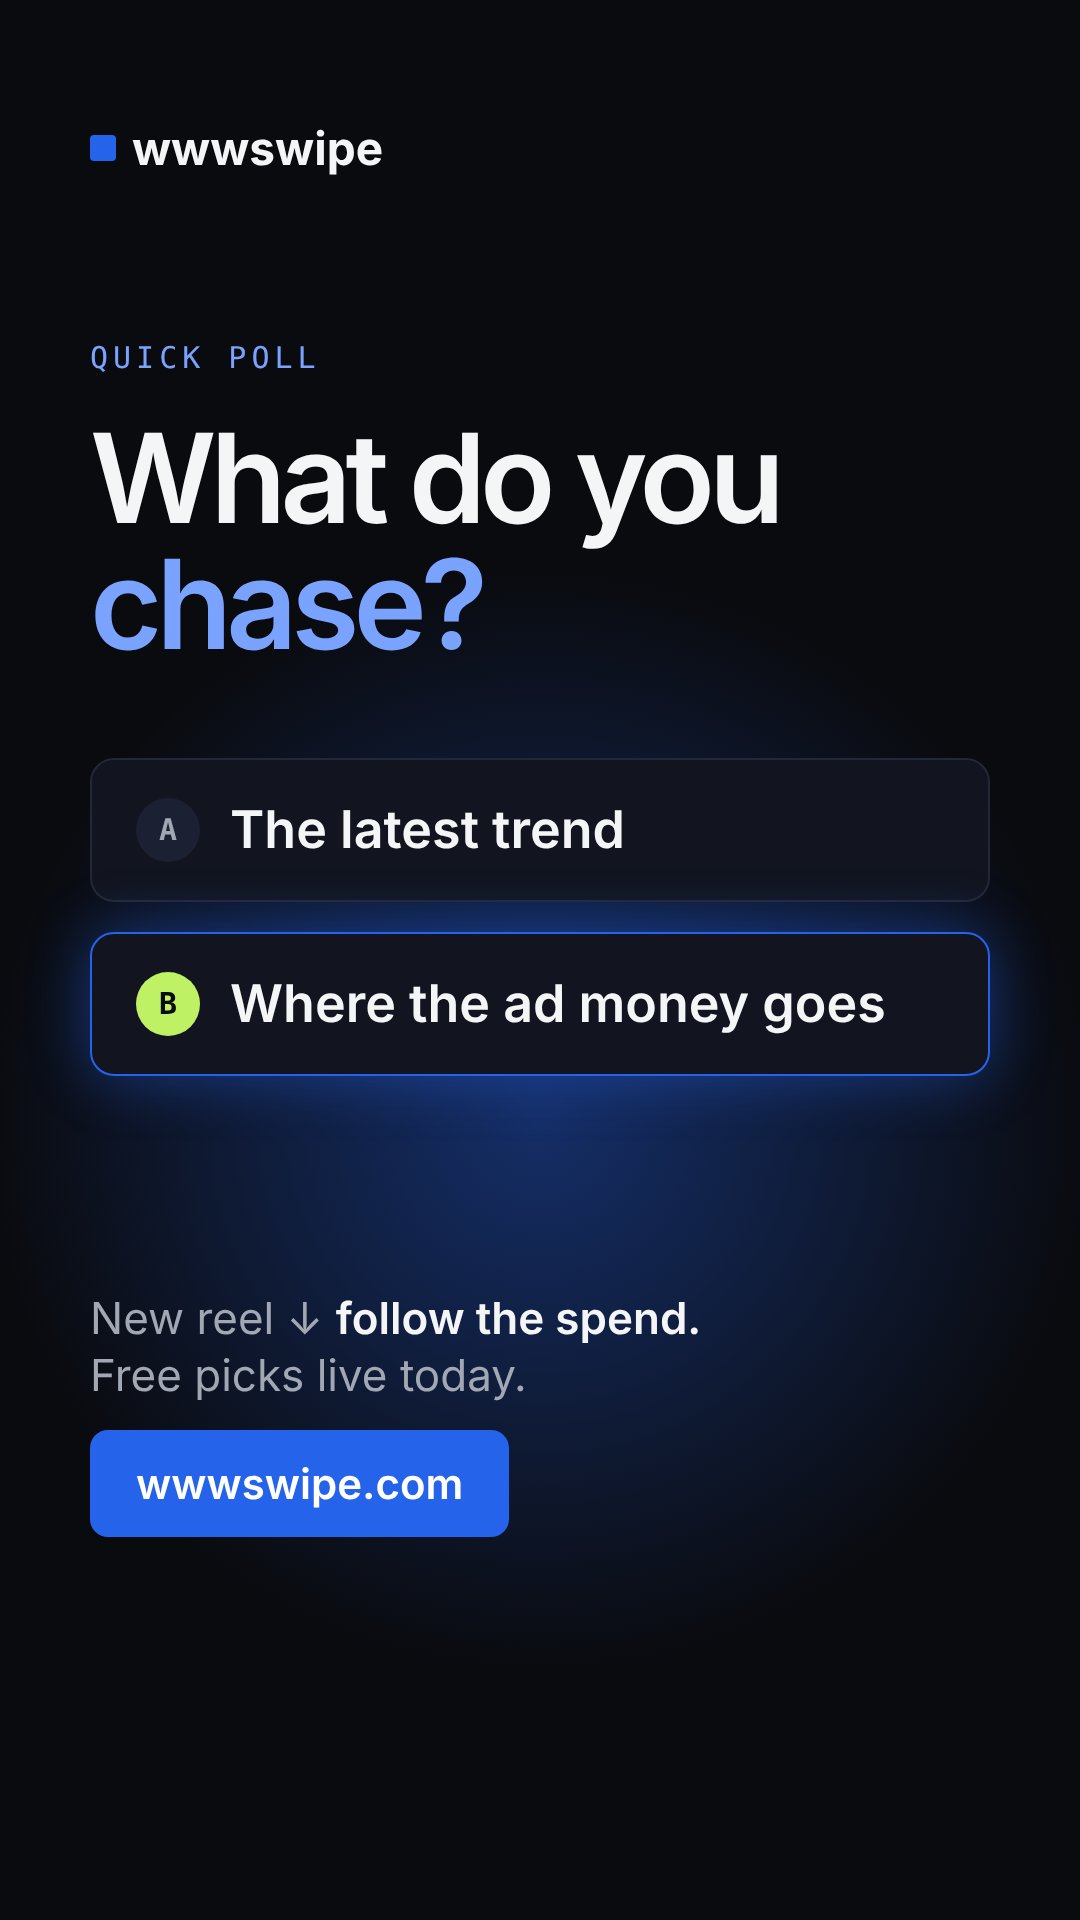 wwwswipe
QUICK POLL
What do you
chase?
A The latest trend
B Where the ad money goes
New reel ↓ follow the spend.
Free picks live today.
wwwswipe.com